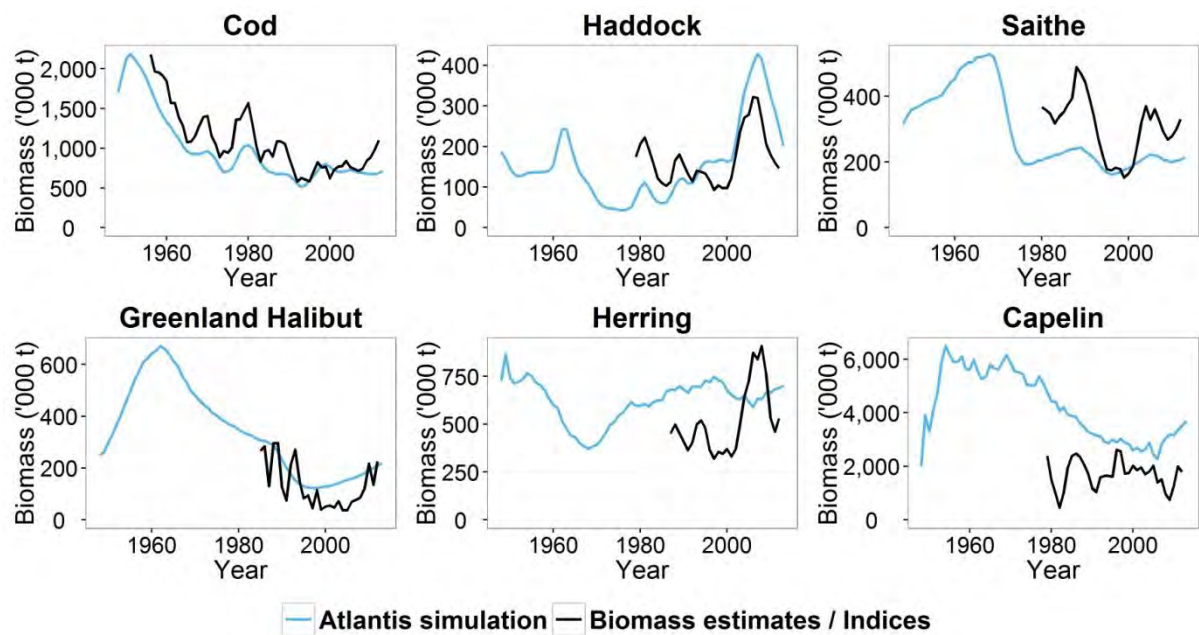 Cod
Haddock
Saithe
Biomass ('000 t)
2,000
1,500
1,000
500
0
1960
1980
2000
Year
Biomass ('000 t)
400
300
200
100
0
1960
1980
2000
Year
Biomass ('000 t)
400
200
0
1960
1980
2000
Year
Greenland Halibut
Herring
Capelin
Biomass ('000 t)
600
400
200
0
1960
1980
2000
Year
Biomass ('000 t)
750
500
250
0
1960
1980
2000
Year
Biomass ('000 t)
6,000
4,000
2,000
0
1960
1980
2000
Year
Atlantis simulation Biomass estimates / Indices